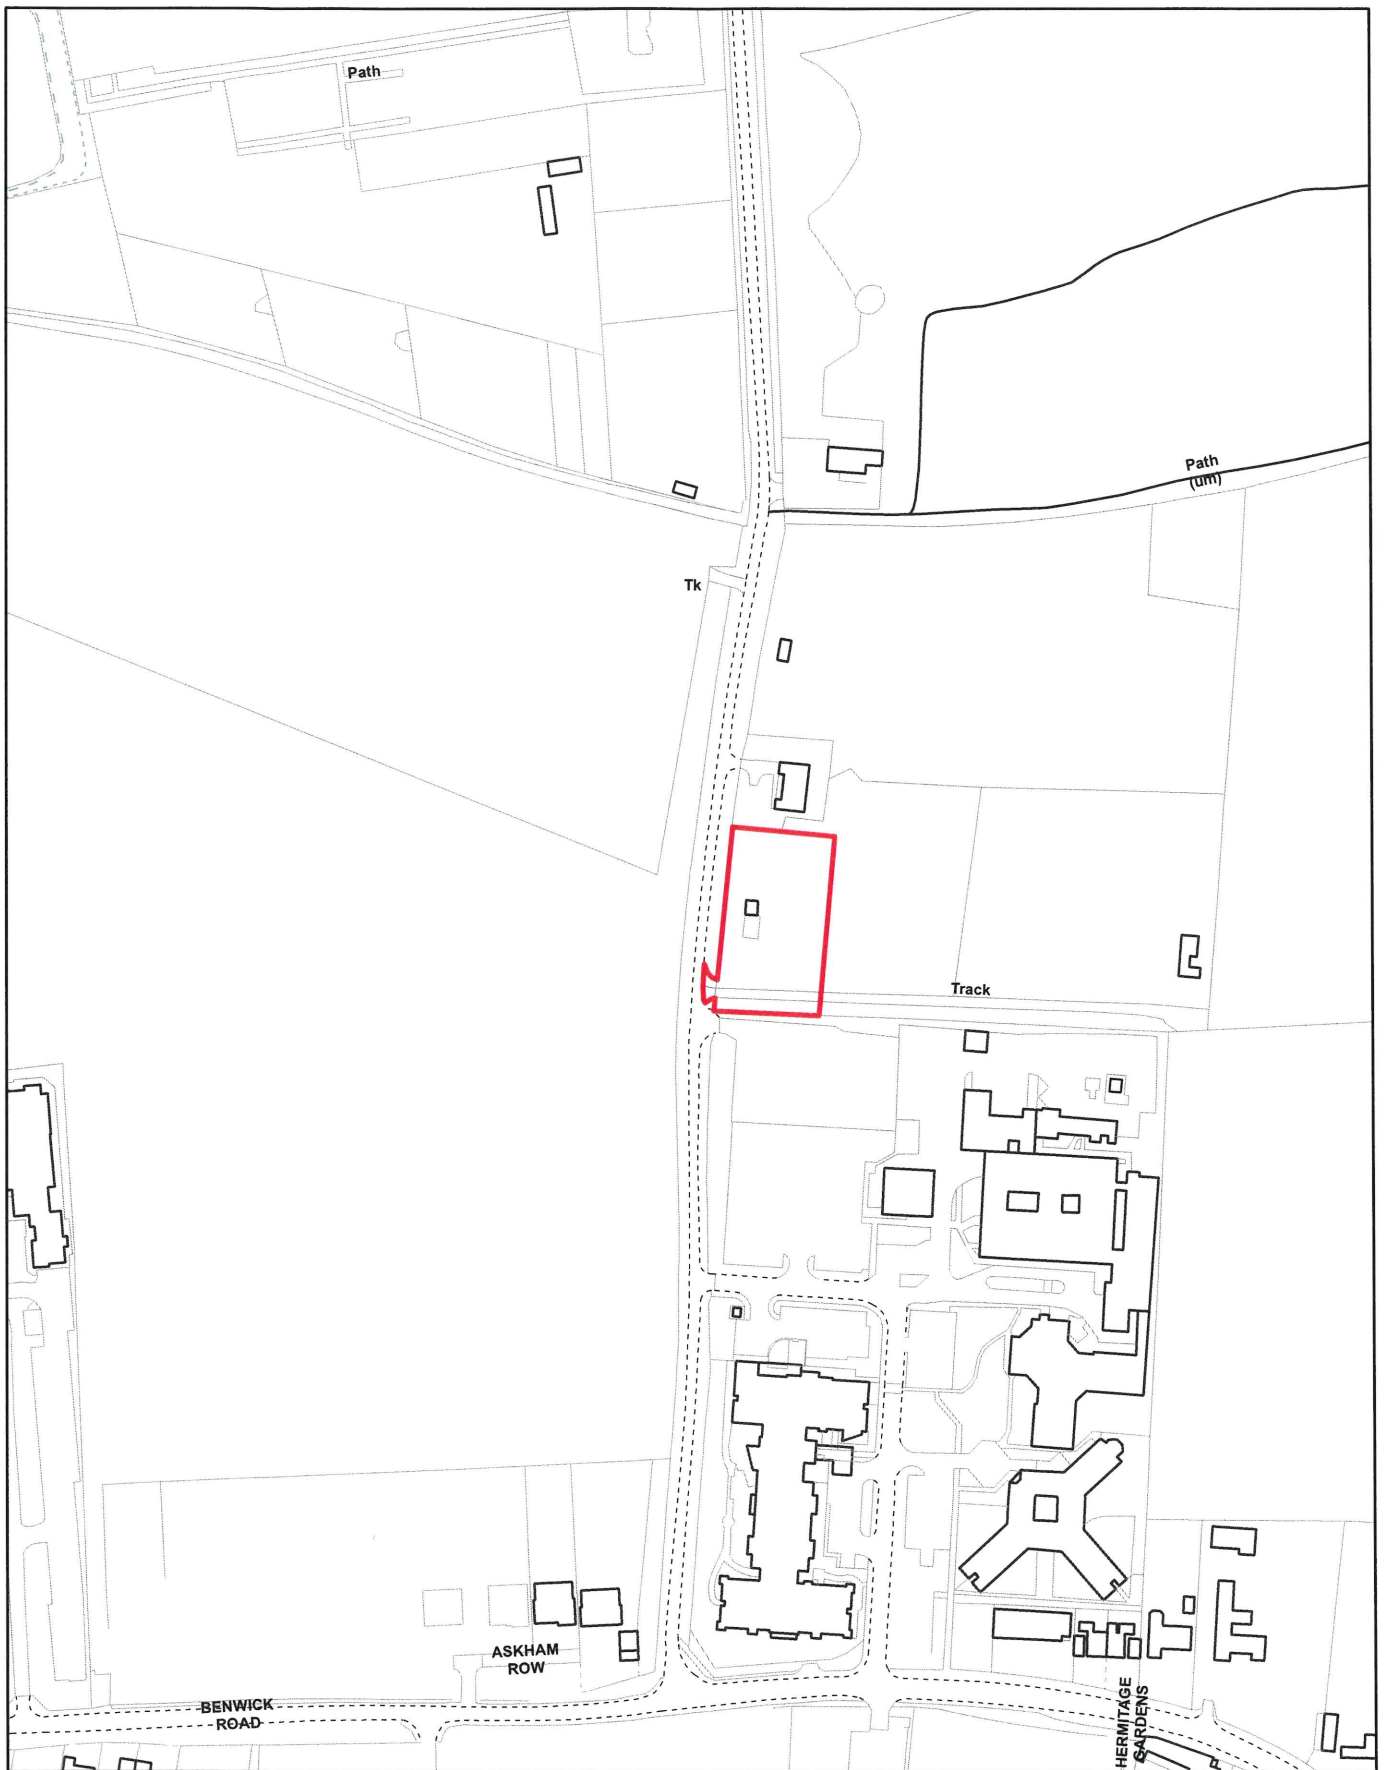 Path
Path
(um)
Tk
Track
ASKHAM
ROW
BENWICK
ROAD
HERMITAGE
GARDENS